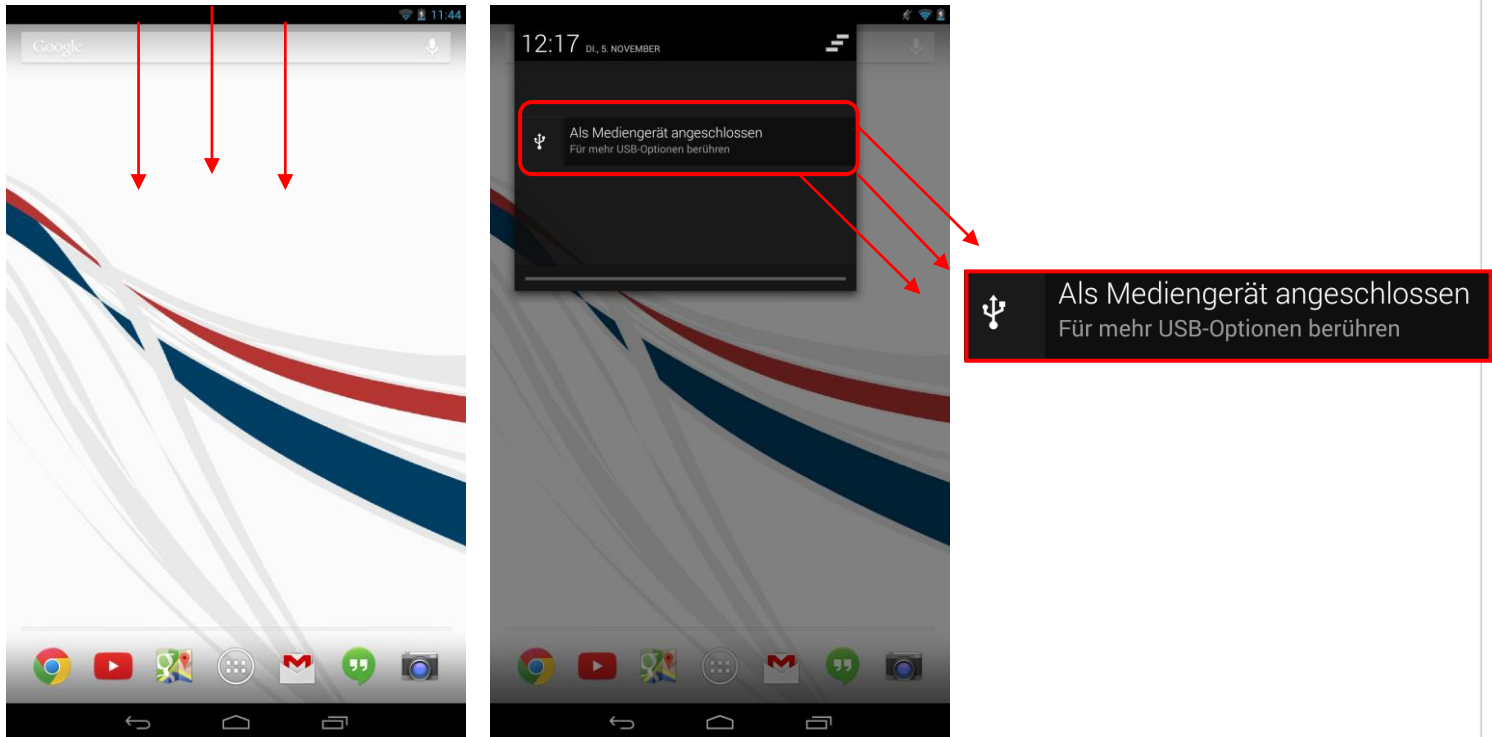 11:44
Google
12:17 DI., 5. NOVEMBER
Als Mediengerät angeschlossen
Für mehr USB-Optionen berühren
Als Mediengerät angeschlossen
Für mehr USB-Optionen berühren